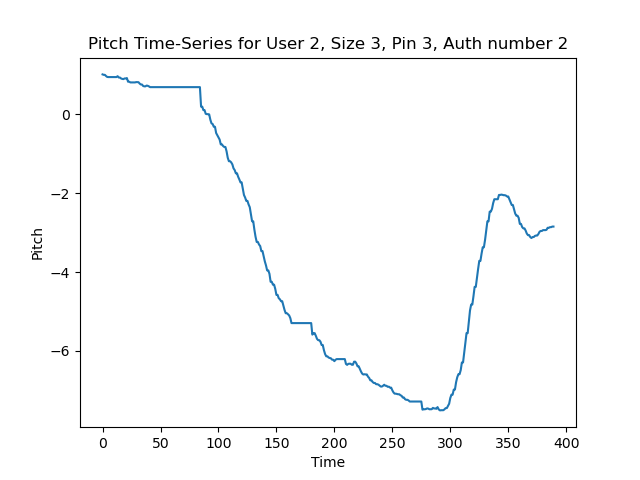 Pitch Time-Series for User 2, Size 3, Pin 3, Auth number 2
0
−2
−4
−6
Pitch
0 50 100 150 200 250 300 350 400
Time